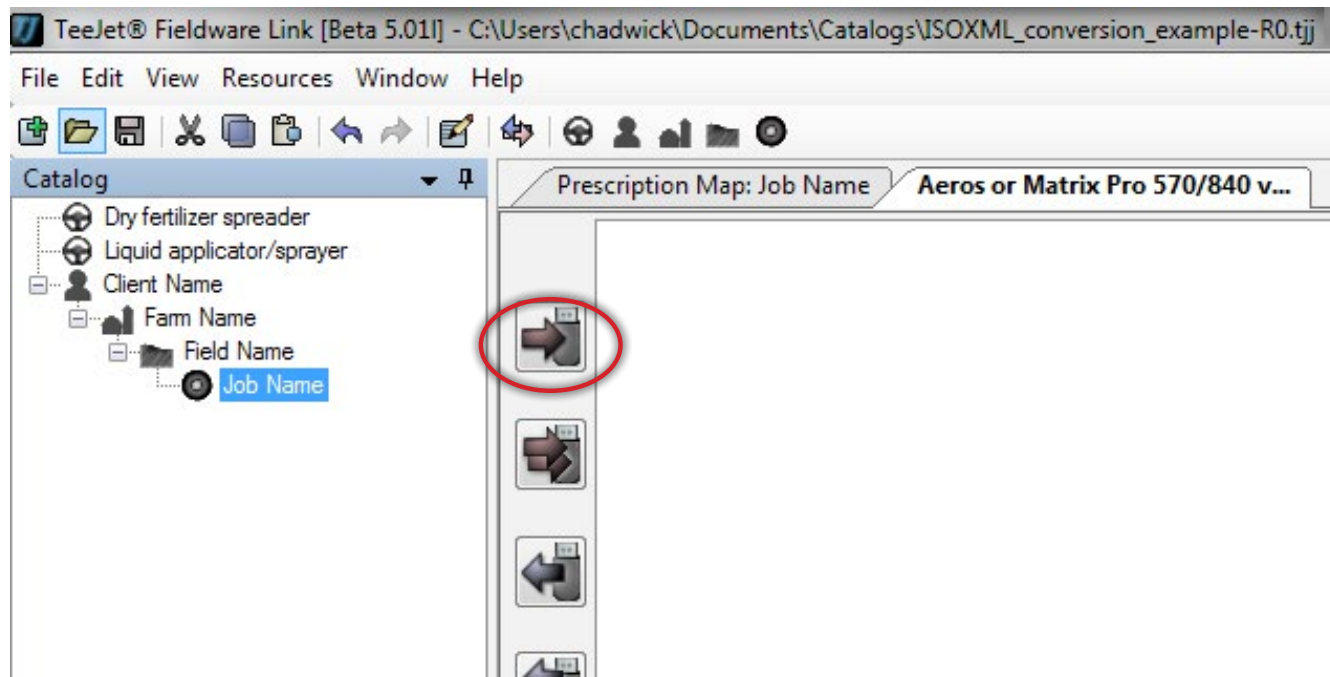 TeeJet® Fieldware Link [Beta 5.01l] - C:\Users\chadwick\Documents\Catalogs\ISOXML_conversion_example-R0.tjj
File Edit View Resources Window Help
Catalog
Prescription Map: Job Name Aeros or Matrix Pro 570/840 v...
Dry fertilizer spreader
Liquid applicator/sprayer
Client Name
Farm Name
Field Name
Job Name